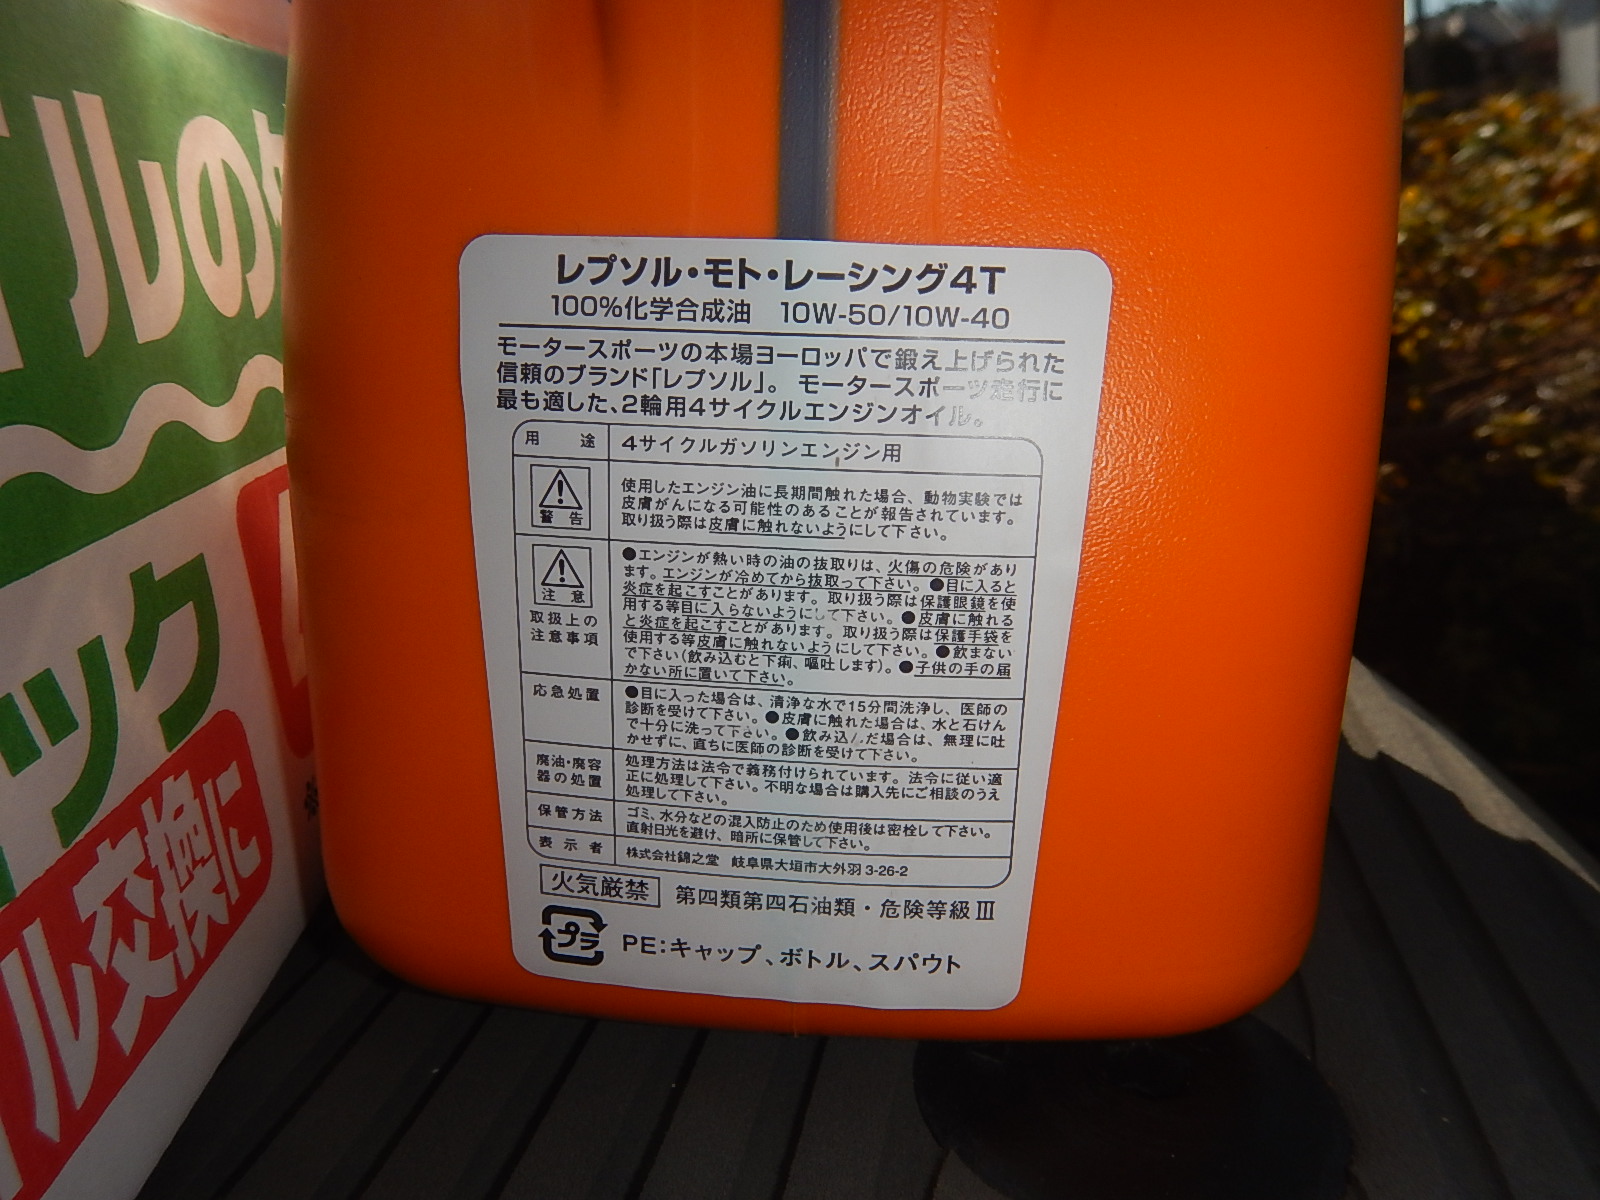 レプソル・モト・レーシング4T
100%化学合成油 10W-50/10W-40
モータースポーツの本場ヨーロッパで鍛え上げられた
信頼のブランド「レプソル」。 モータースポーツ走行に
最も適した、2輪用4サイクルエンジンオイル。
用途 4サイクルガソリンエンジン用
警告
使用したエンジン油に長期間触れた場合、動物実験では
皮膚がんになる可能性のあることが報告されています。
取り扱う際は皮膚に触れないようにして下さい。
注意
取扱上の
注意事項
●エンジンが熱い時の油の抜取りは、火傷の危険があり
ます。エンジンが冷めてから抜取って下さい。●目に入ると
炎症を起こすことがあります。取り扱う際は保護眼鏡を使
用する等目に入らないようにして下さい。●皮膚に触れる
と炎症を起こすことがあります。取り扱う際は保護手袋を
使用する等皮膚に触れないようにして下さい。●飲まない
で下さい(飲み込むと下痢、嘔吐します)。●子供の手の届
かない所に置いて下さい。
応急処置
●目に入った場合は、清浄な水で15分間洗浄し、医師の
診断を受けて下さい。●皮膚に触れた場合は、水と石けん
で十分に洗って下さい。●飲み込んだ場合は、無理に吐
かせずに、直ちに医師の診断を受けて下さい。
廃油・廃容
器の処置
処理方法は法令で義務付けられています。法令に従い適
正に処理して下さい。不明な場合は購入先にご相談のうえ
処理して下さい。
保管方法
ゴミ、水分などの混入防止のため使用後は密栓して下さい。
直射日光を避け、暗所に保管して下さい。
表示者 株式会社錦之堂 岐阜県大垣市大外羽3-26-2
火気厳禁 第四類第四石油類・危険等級Ⅲ
プラ PE:キャップ、ボトル、スパウト
イルの
ック
ル交換に